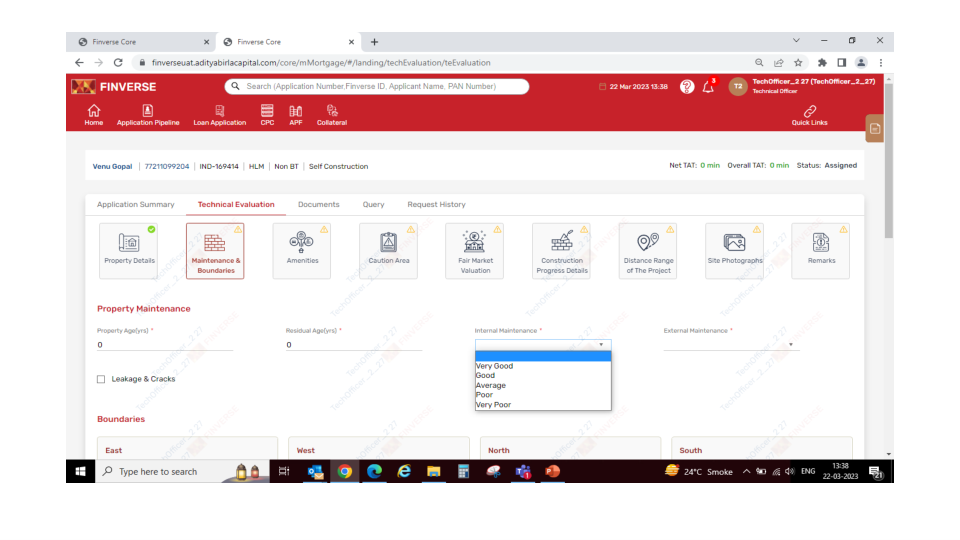 Finverse Core
Finverse Core
finverseuat.adityabirlacapital.com/core/mMortgage/#/landing/techEvaluation/teEvaluation
FINVERSE
Search (Application Number,Finverse ID, Applicant Name, PAN Number)
22 Mar 2023 13:38
3
T2
TechOfficer_2 27 (TechOfficer_2_27)
Technical Officer
Home Application Pipeline Loan Application CPC APF Collateral
Quick Links
Venu Gopal | 77211099204 | IND-169414 | HLM | Non BT | Self Construction
Net TAT: 0 min Overall TAT: 0 min Status: Assigned
Application Summary Technical Evaluation Documents Query Request History
Property Details
Maintenance & Boundaries
Amenities
Caution Area
Fair Market Valuation
Construction Progress Details
Distance Range of The Project
Site Photographs
Remarks
Property Maintenance
Property Age(yrs) *
Residual Age(yrs) *
Internal Maintenance *
External Maintenance *
0
0
Very Good
Good
Average
Poor
Very Poor
Leakage & Cracks
Boundaries
East West North South
Type here to search
24°C Smoke
ENG
13:38
22-03-2023
21